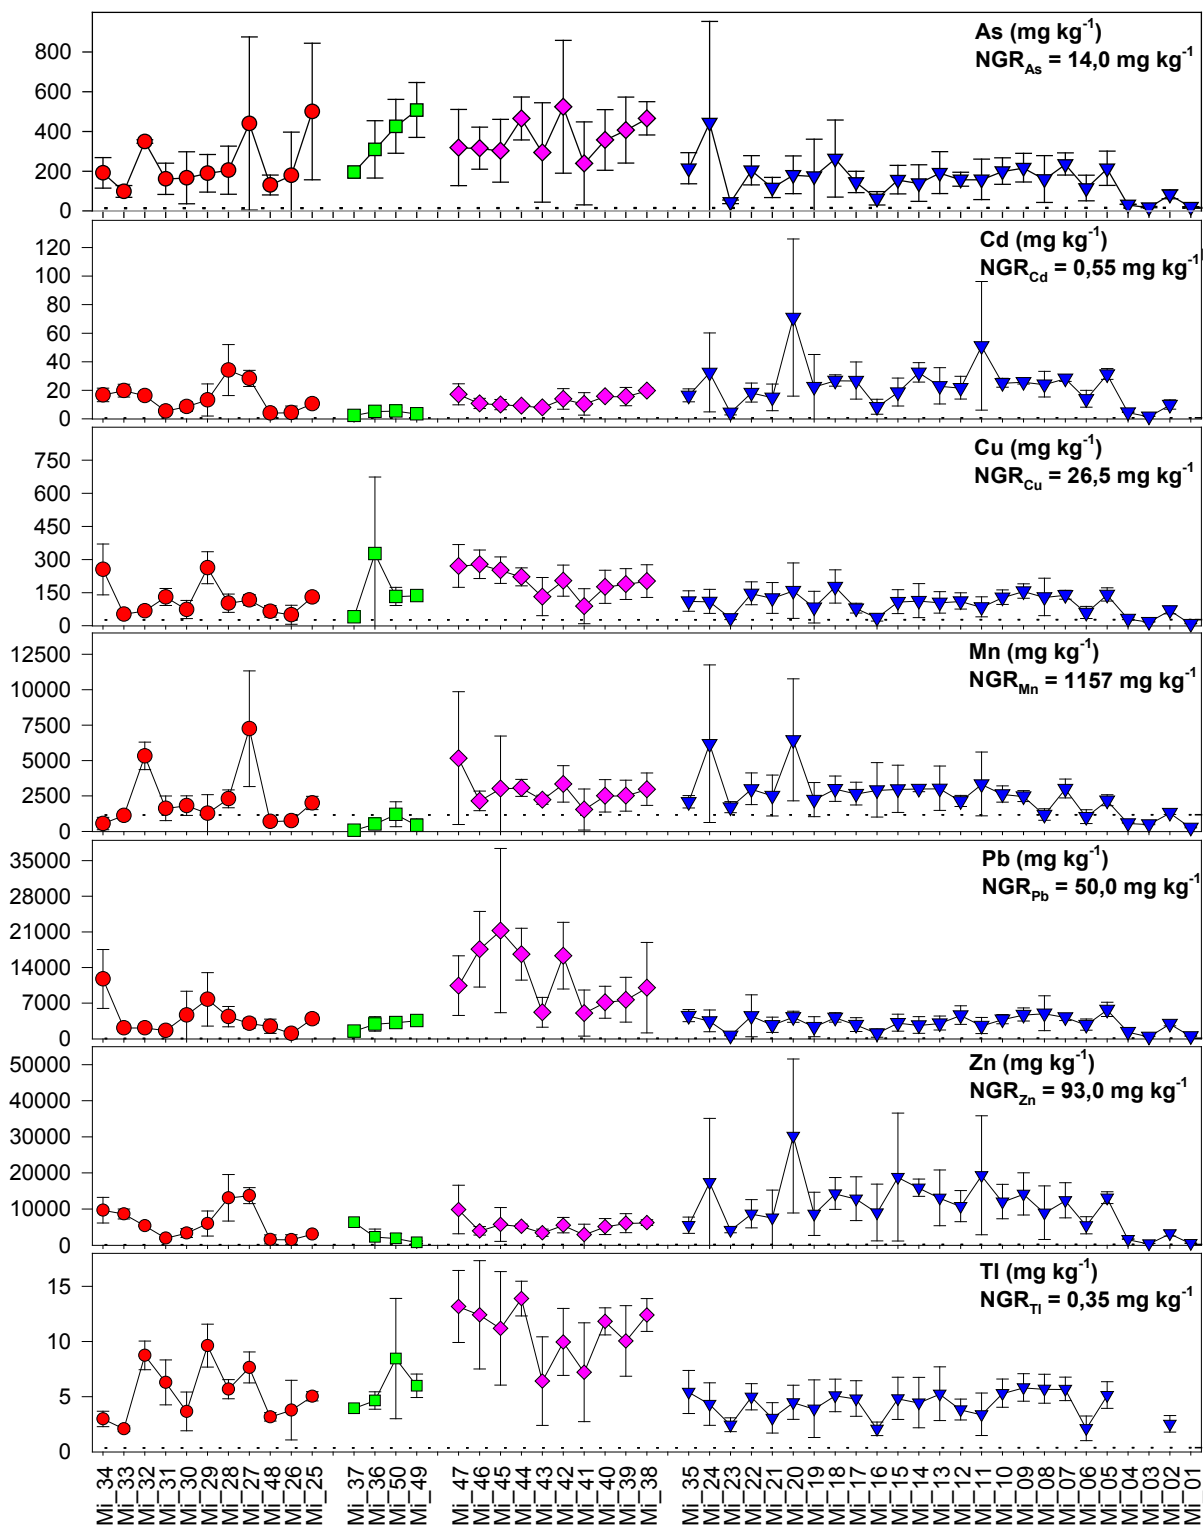 As (mg kg⁻¹)
NGR_As = 14,0 mg kg⁻¹
800
600
400
200
0
Cd (mg kg⁻¹)
NGR_Cd = 0,55 mg kg⁻¹
120
100
80
60
40
20
0
Cu (mg kg⁻¹)
NGR_Cu = 26,5 mg kg⁻¹
750
600
450
300
150
0
Mn (mg kg⁻¹)
NGR_Mn = 1157 mg kg⁻¹
12500
10000
7500
5000
2500
0
Pb (mg kg⁻¹)
NGR_Pb = 50,0 mg kg⁻¹
35000
28000
21000
14000
7000
0
Zn (mg kg⁻¹)
NGR_Zn = 93,0 mg kg⁻¹
50000
40000
30000
20000
10000
0
Tl (mg kg⁻¹)
NGR_Tl = 0,35 mg kg⁻¹
15
10
5
0
Mi_34
Mi_33
Mi_32
Mi_31
Mi_30
Mi_29
Mi_28
Mi_27
Mi_48
Mi_26
Mi_25
Mi_37
Mi_36
Mi_50
Mi_49
Mi_47
Mi_46
Mi_45
Mi_44
Mi_43
Mi_42
Mi_41
Mi_40
Mi_39
Mi_38
Mi_35
Mi_24
Mi_23
Mi_22
Mi_21
Mi_20
Mi_19
Mi_18
Mi_17
Mi_16
Mi_15
Mi_14
Mi_13
Mi_12
Mi_11
Mi_10
Mi_09
Mi_08
Mi_07
Mi_06
Mi_05
Mi_04
Mi_03
Mi_02
Mi_01